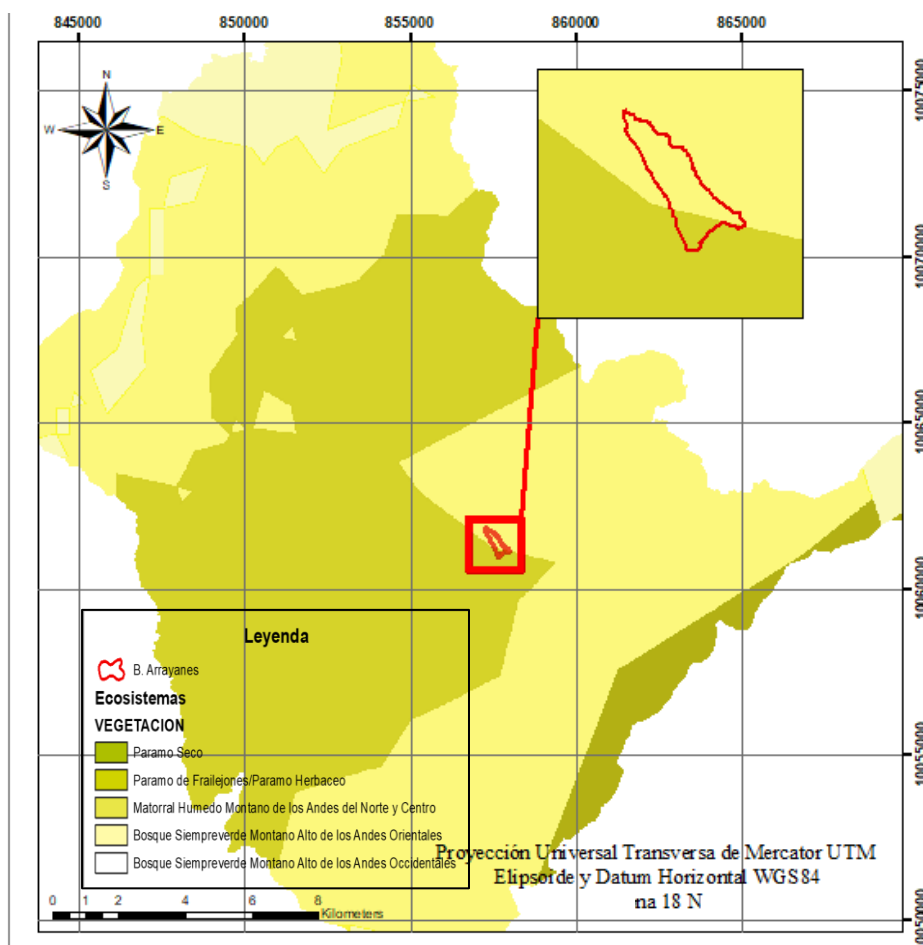 845000
850000
855000
860000
865000
N
W
E
S
10075000
10070000
10065000
10060000
10055000
10050000
Leyenda
B. Arrayanes
Ecosistemas
VEGETACION
Paramo Seco
Paramo de Frailejones/Paramo Herbaceo
Matorral Humedo Montano de los Andes del Norte y Centro
Bosque Siempreverde Montano Alto de los Andes Orientales
Bosque Siempreverde Montano Alto de los Andes Occidentales
Proyección Universal Transversa de Mercator UTM
Elipsoide y Datum Horizontal WGS84
na 18 N
0 1 2 4 6 8
Kilometers